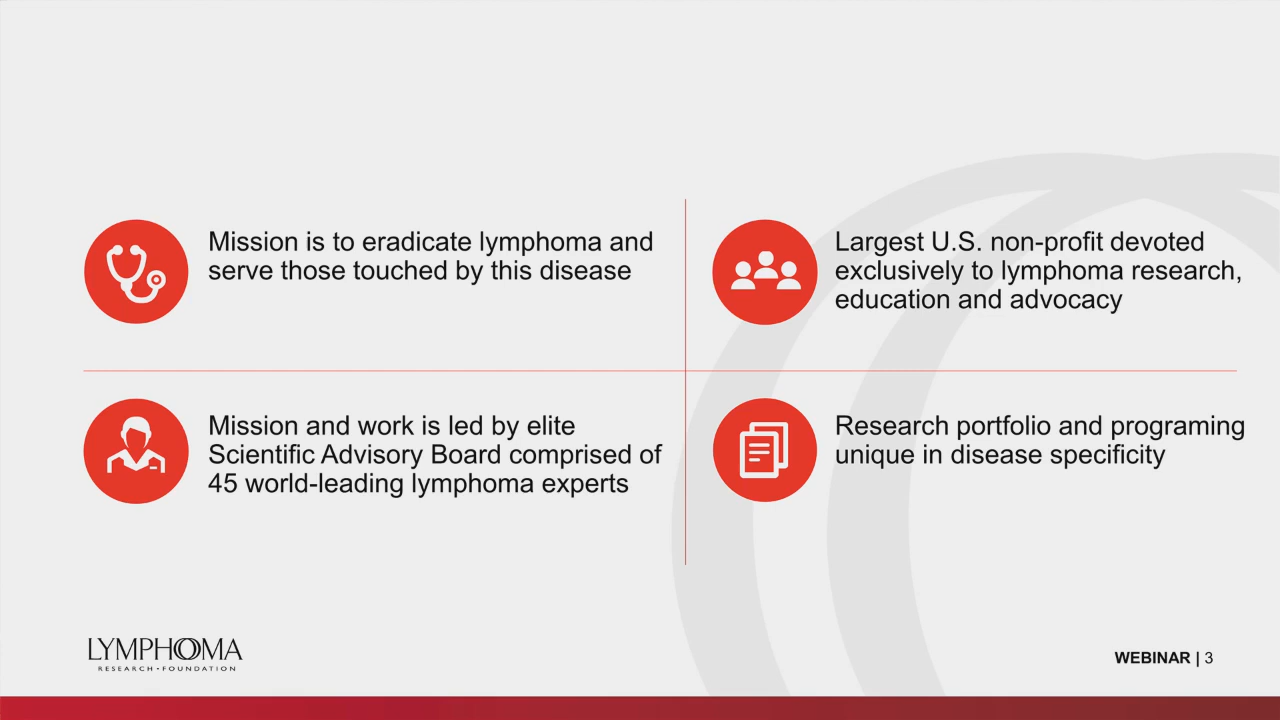 Mission is to eradicate lymphoma and
serve those touched by this disease
Largest U.S. non-profit devoted
exclusively to lymphoma research,
education and advocacy
Mission and work is led by elite
Scientific Advisory Board comprised of
45 world-leading lymphoma experts
Research portfolio and programing
unique in disease specificity
LYMPHOMA
RESEARCH • FOUNDATION
WEBINAR | 3